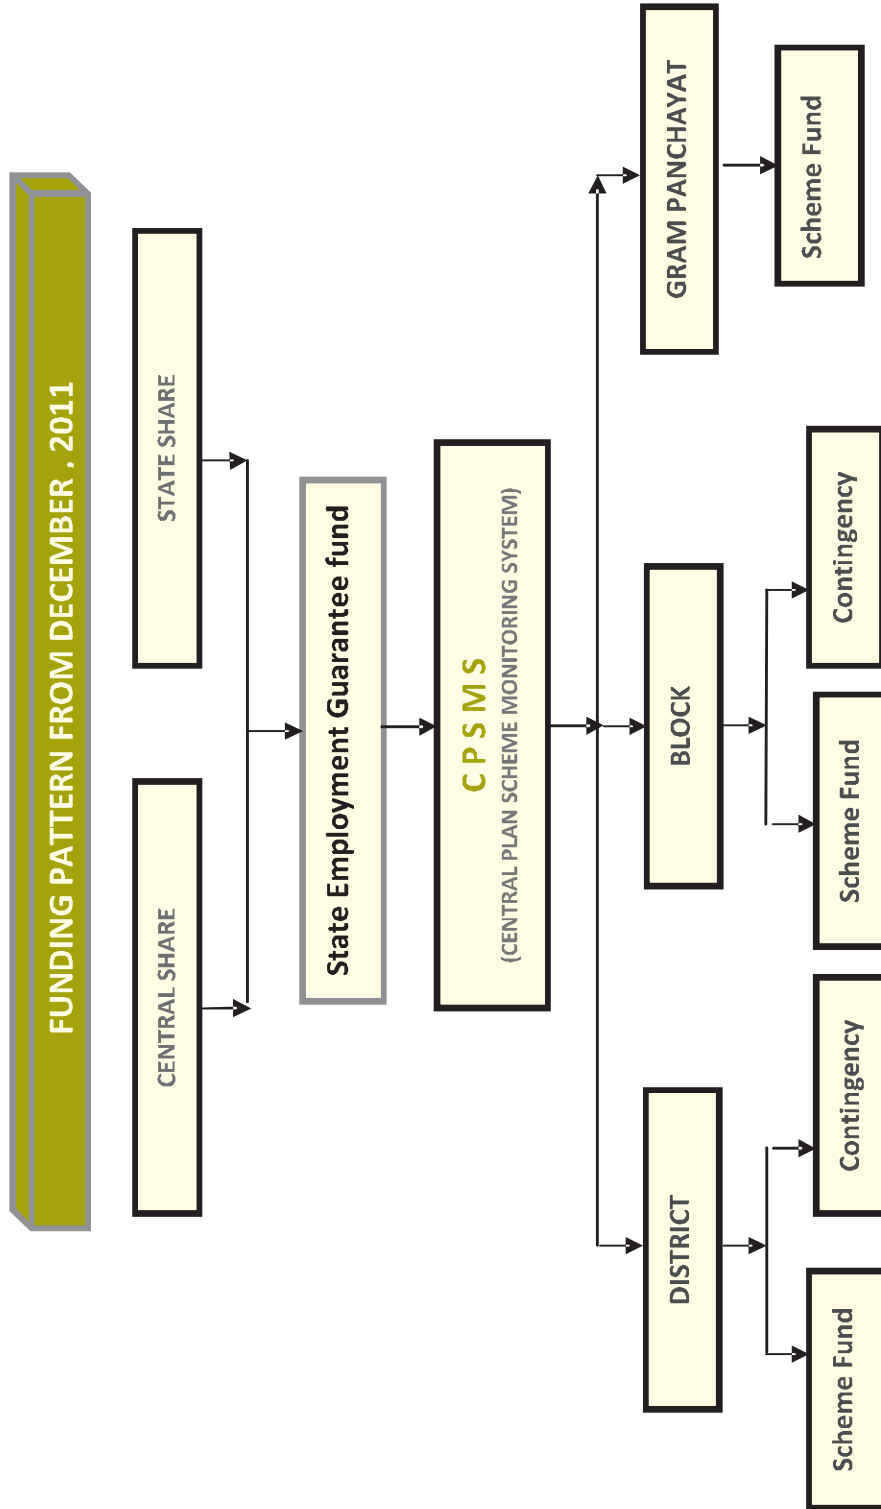 FUNDING PATTERN FROM DECEMBER , 2011
CENTRAL SHARE
STATE SHARE
State Employment Guarantee fund
C P S M S
(CENTRAL PLAN SCHEME MONITORING SYSTEM)
DISTRICT
BLOCK
GRAM PANCHAYAT
Scheme Fund
Contingency
Scheme Fund
Contingency
Scheme Fund